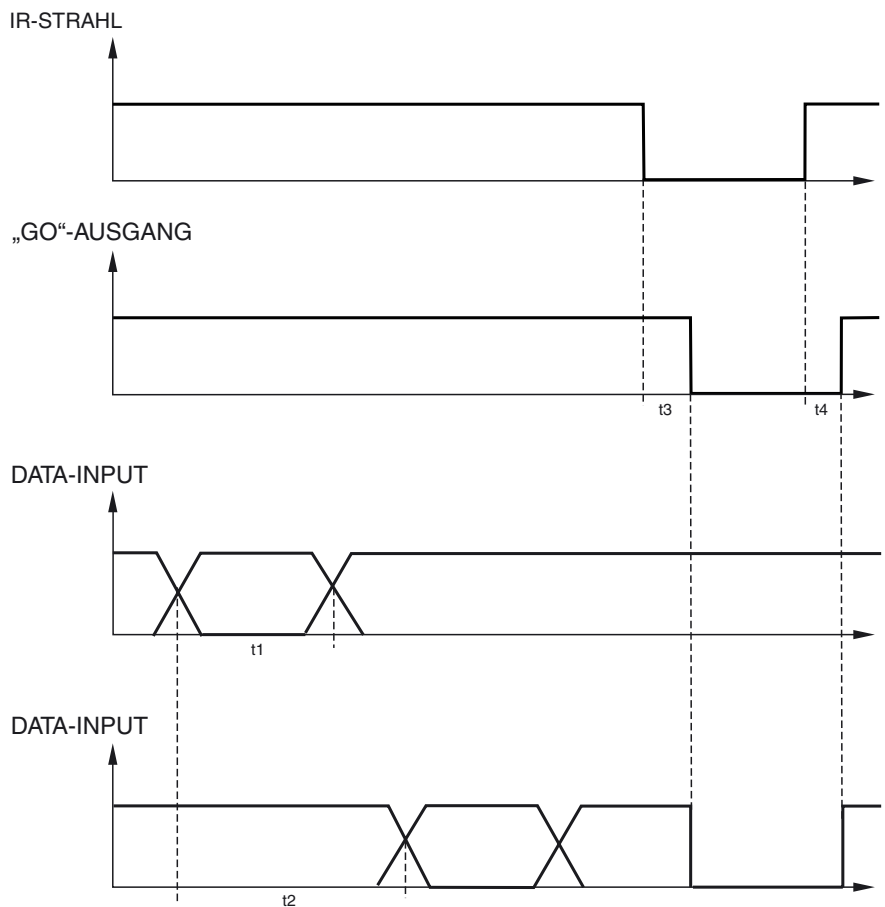 IR-STRAHL
„GO“-AUSGANG
t3
t4
DATA-INPUT
t1
DATA-INPUT
t2